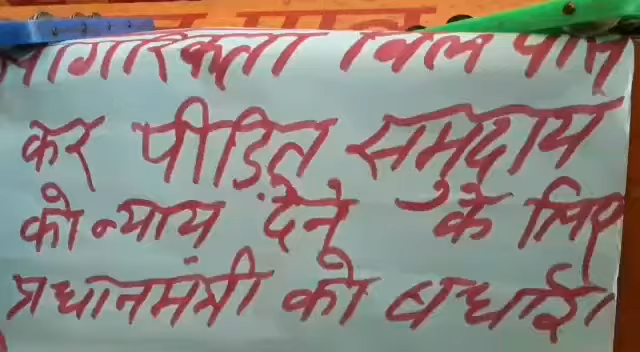 नागरिकता बिल पास
कर पीड़ित समुदाय
को न्याय देने के लिए
प्रधानमंत्री को बधाई।